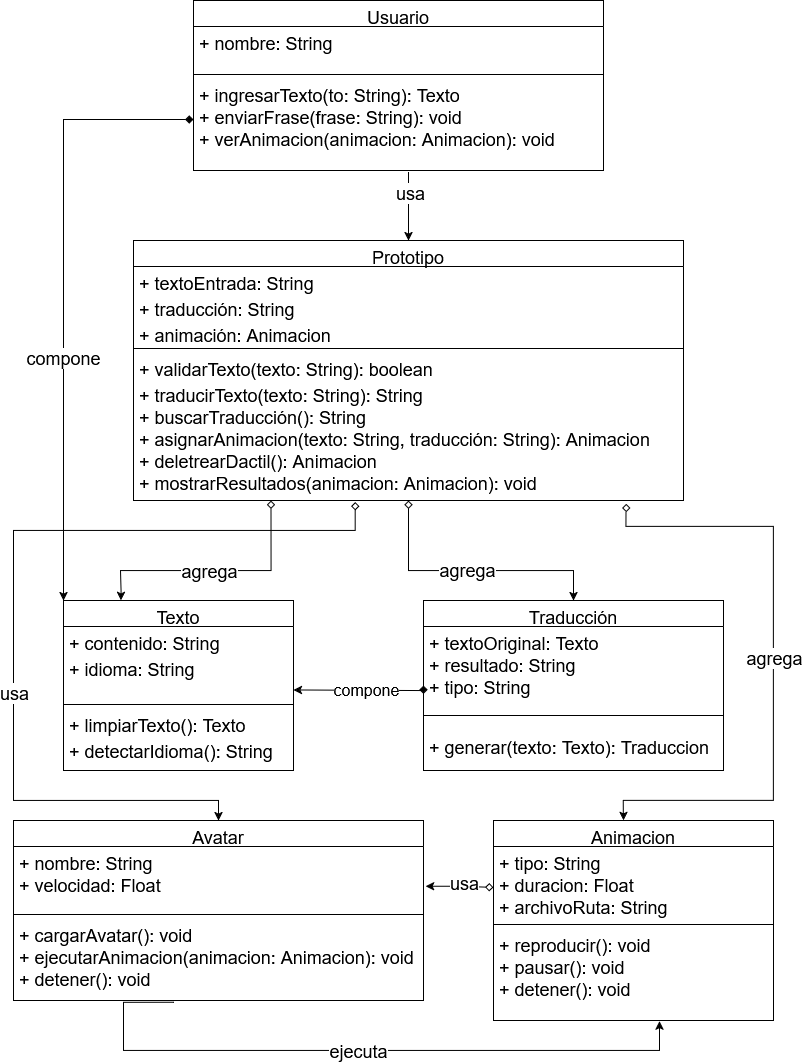 Usuario
+ nombre: String
+ ingresarTexto(to: String): Texto
+ enviarFrase(frase: String): void
+ verAnimacion(animacion: Animacion): void
usa
Prototipo
+ textoEntrada: String
+ traducción: String
+ animación: Animacion
+ validarTexto(texto: String): boolean
+ traducirTexto(texto: String): String
+ buscarTraducción(): String
+ asignarAnimacion(texto: String, traducción: String): Animacion
+ deletrearDactil(): Animacion
+ mostrarResultados(animacion: Animacion): void
compone
agrega
agrega
agrega
usa
Texto
+ contenido: String
+ idioma: String
+ limpiarTexto(): Texto
+ detectarIdioma(): String
compone
Traducción
+ textoOriginal: Texto
+ resultado: String
+ tipo: String
+ generar(texto: Texto): Traduccion
Avatar
+ nombre: String
+ velocidad: Float
+ cargarAvatar(): void
+ ejecutarAnimacion(animacion: Animacion): void
+ detener(): void
usa
Animacion
+ tipo: String
+ duracion: Float
+ archivoRuta: String
+ reproducir(): void
+ pausar(): void
+ detener(): void
ejecuta